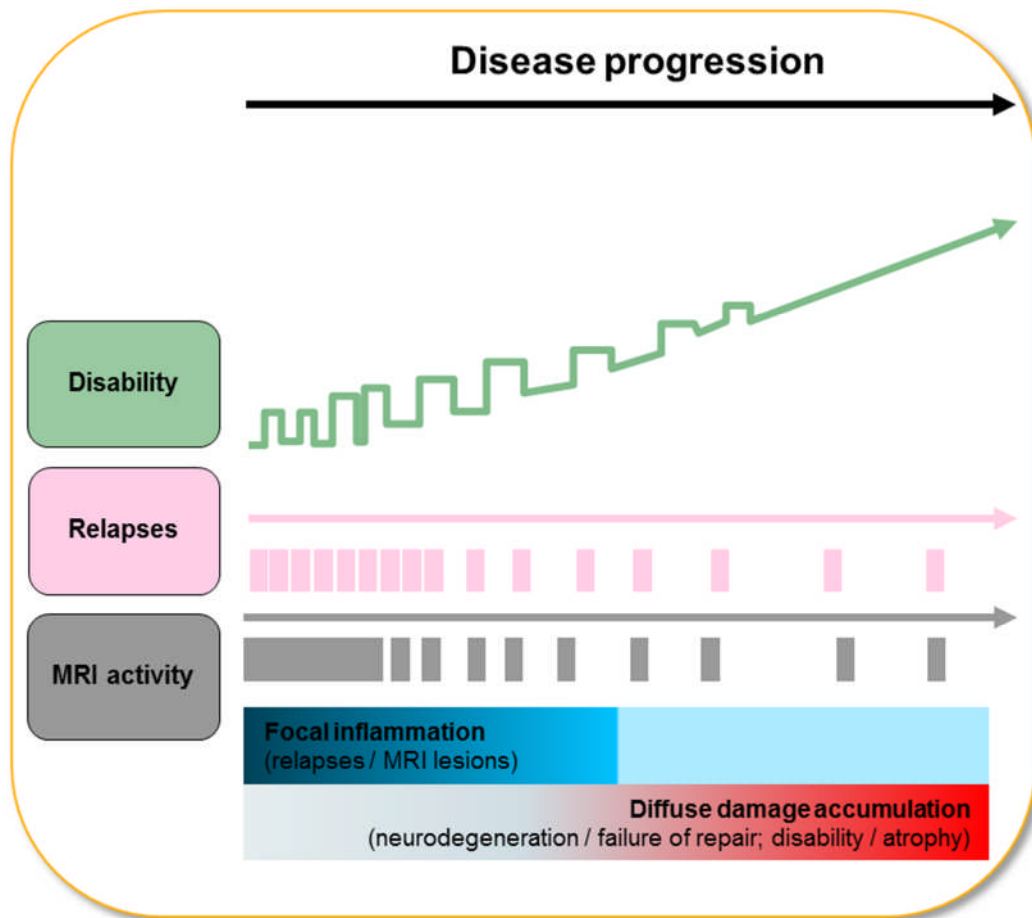 Disease progression
Disability
Relapses
MRI activity
Focal inflammation
(relapses / MRI lesions)
Diffuse damage accumulation
(neurodegeneration / failure of repair; disability / atrophy)